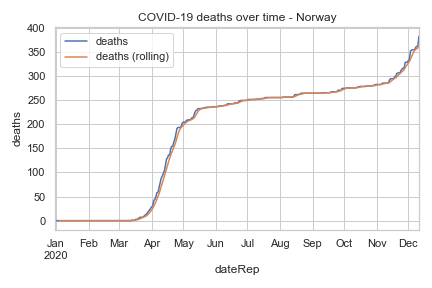 COVID-19 deaths over time - Norway
400
350
300
250
200
150
100
50
0
deaths
deaths
deaths (rolling)
Jan Feb Mar Apr May Jun Jul Aug Sep Oct Nov Dec
2020
dateRep